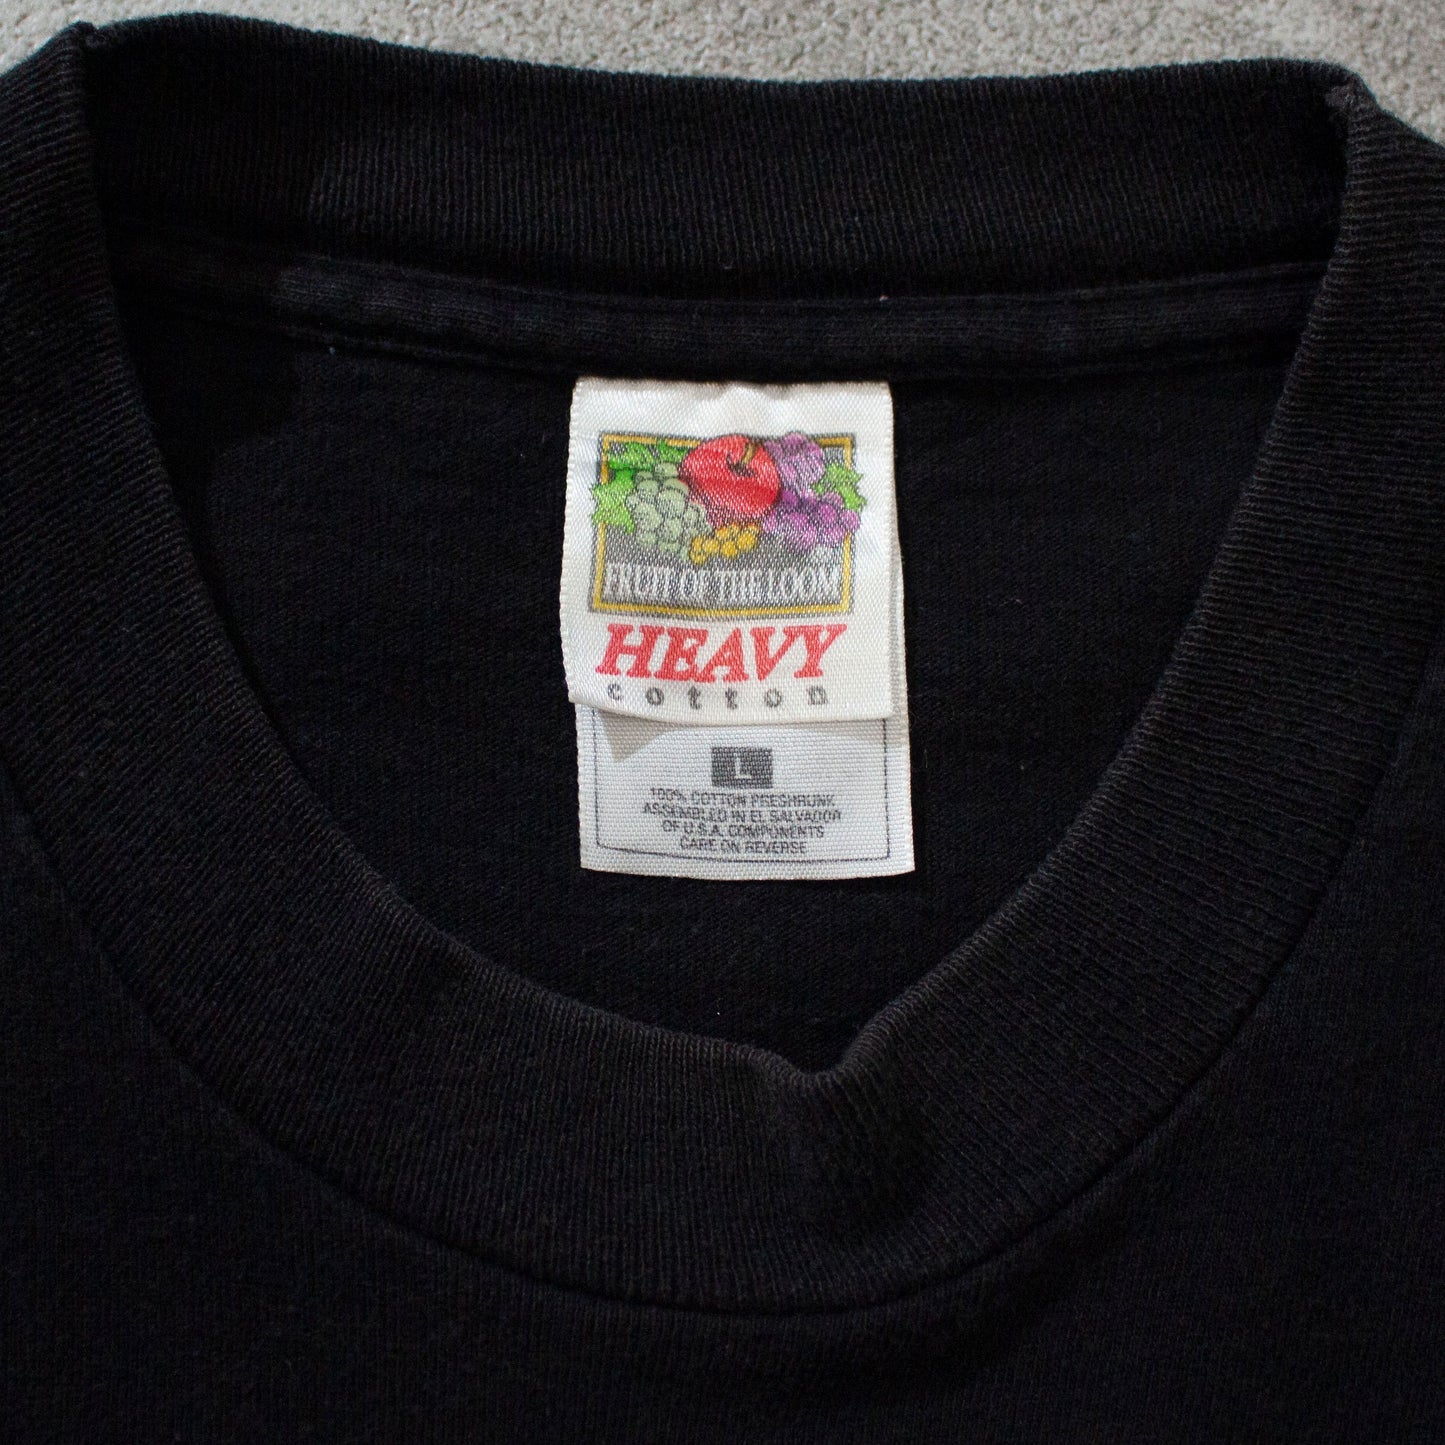 FRUIT OF THE LOOM
HEAVY
cotton
L
100% COTTON PRESHRUNK
ASSEMBLED IN EL SALVADOR
OF U.S.A. COMPONENTS
CARE ON REVERSE